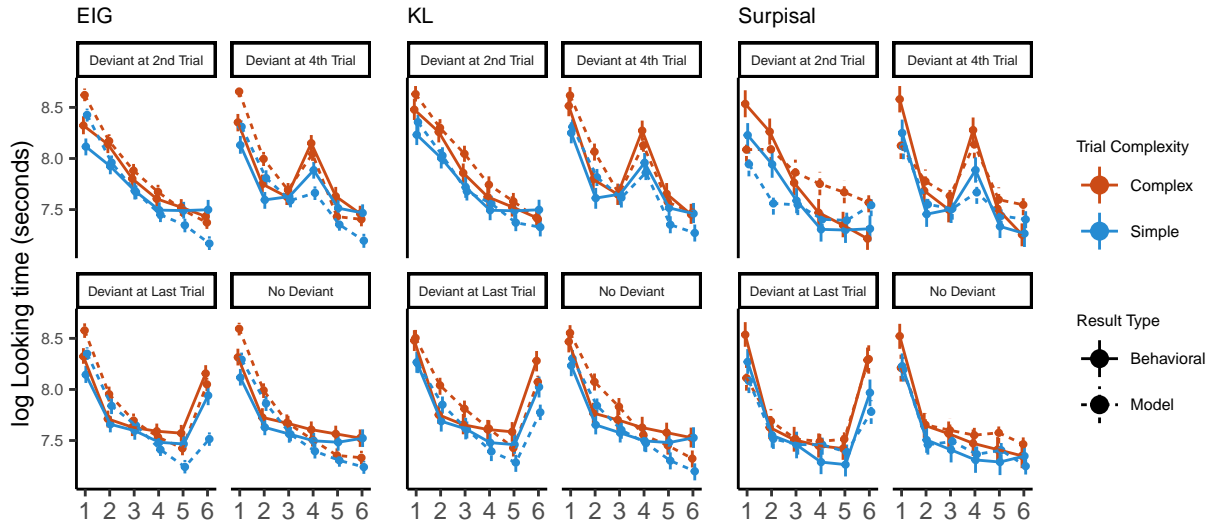 EIG
KL
Surpisal
Deviant at 2nd Trial
Deviant at 4th Trial
Deviant at 2nd Trial
Deviant at 4th Trial
Deviant at 2nd Trial
Deviant at 4th Trial
8.5
8.0
7.5
log Looking time (seconds)
Deviant at Last Trial
No Deviant
Deviant at Last Trial
No Deviant
Deviant at Last Trial
No Deviant
8.5
8.0
7.5
1 2 3 4 5 6
1 2 3 4 5 6
1 2 3 4 5 6
1 2 3 4 5 6
1 2 3 4 5 6
1 2 3 4 5 6
Trial Complexity
Complex
Simple
Result Type
Behavioral
Model